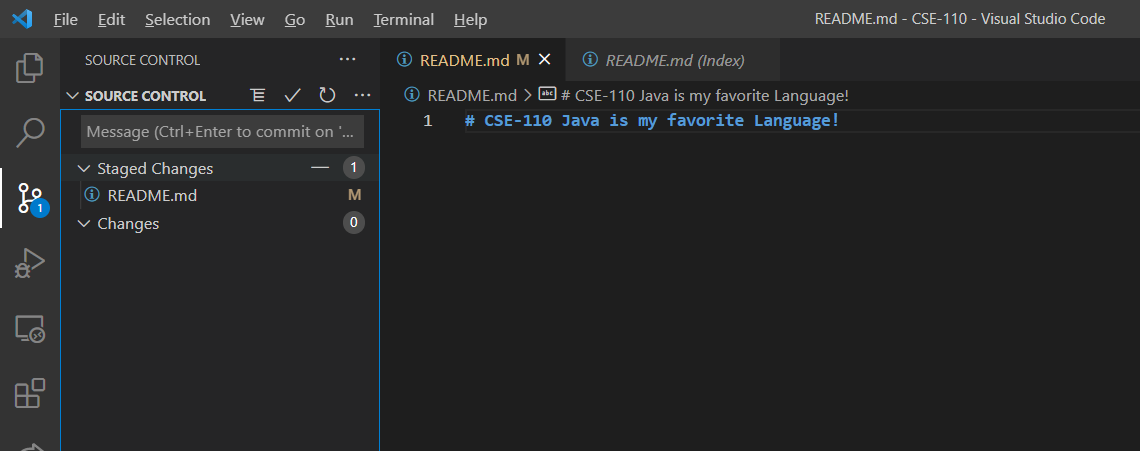 File Edit Selection View Go Run Terminal Help README.md - CSE-110 - Visual Studio Code
SOURCE CONTROL
README.md M
README.md (Index)
SOURCE CONTROL
README.md > # CSE-110 Java is my favorite Language!
Message (Ctrl+Enter to commit on '...
1 # CSE-110 Java is my favorite Language!
Staged Changes 1
README.md M
1
Changes 0